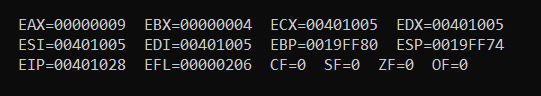 EAX=00000009 EBX=00000004 ECX=00401005 EDX=00401005
ESI=00401005 EDI=00401005 EBP=0019FF80 ESP=0019FF74
EIP=00401028 EFL=00000206 CF=0 SF=0 ZF=0 OF=0